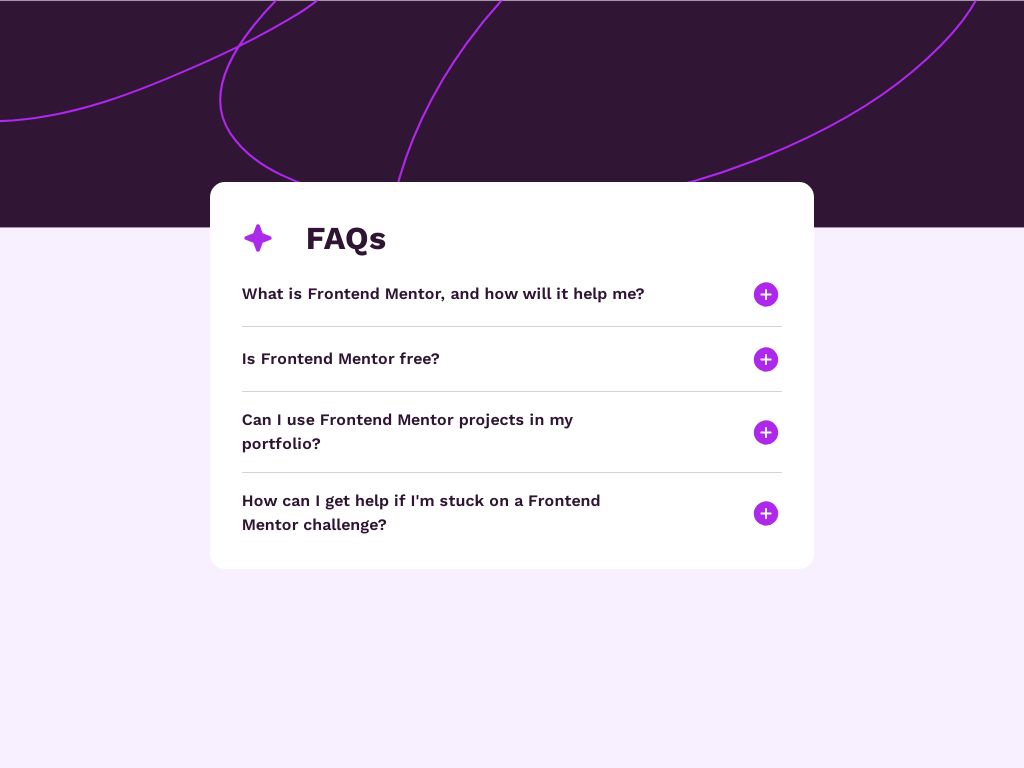 FAQs
What is Frontend Mentor, and how will it help me?
Is Frontend Mentor free?
Can I use Frontend Mentor projects in my
portfolio?
How can I get help if I'm stuck on a Frontend
Mentor challenge?